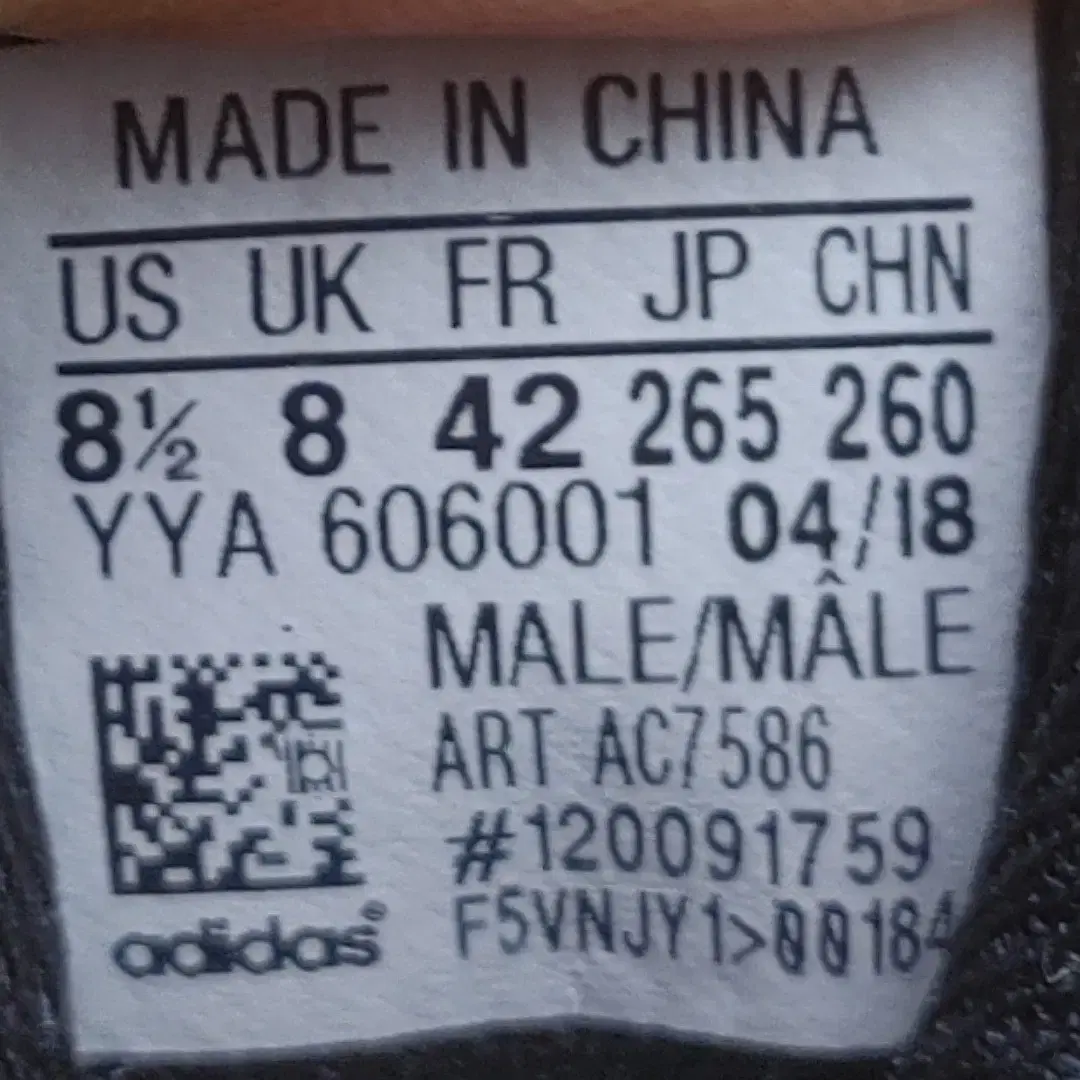 MADE IN CHINA
US UK FR JP CHN
8½ 8 42 265 260
YYA 606001 04/18
MALE/MÂLE
ART AC7586
#120091759
F5VNJY1>00184
adidas®